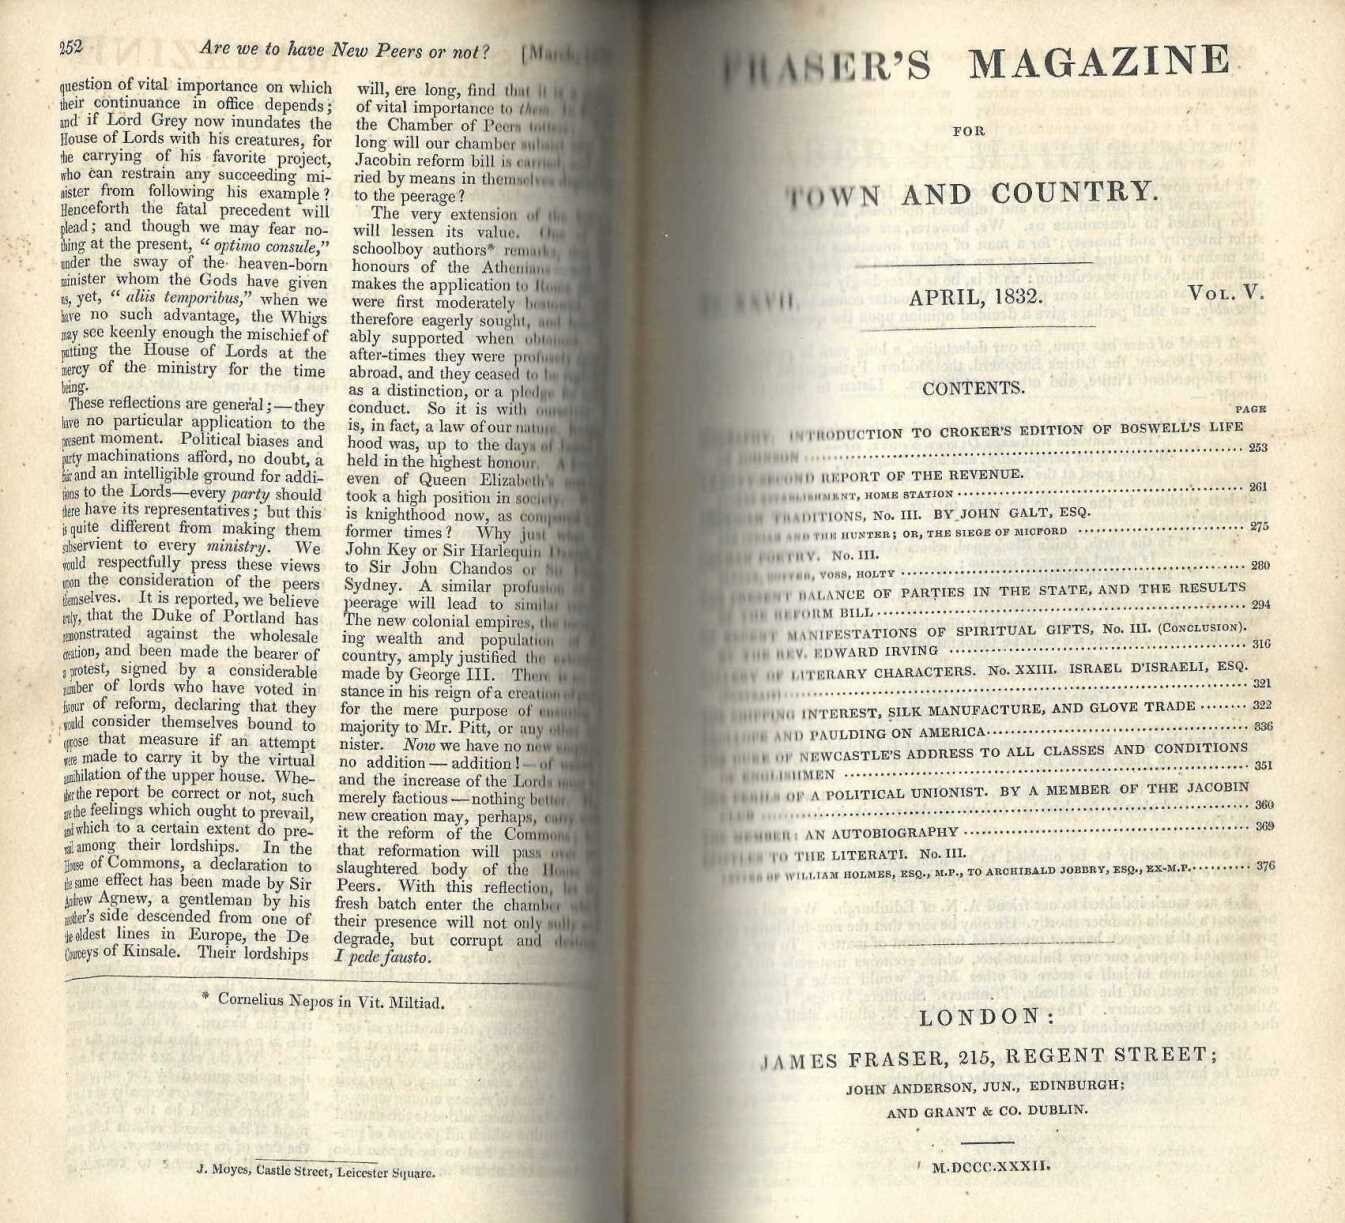 252 Are we to have New Peers or not?
question of vital importance on which
their continuance in office depends;
and if Lord Grey now inundates the
House of Lords with his creatures, for
the carrying of his favorite project,
who can restrain any succeeding mi-
nister from following his example?
Henceforth the fatal precedent will
plead; and though we may fear no-
thing at the present, “ optimo consule,”
under the sway of the heaven-born
minister whom the Gods have given
us, yet, “ aliis temporibus,” when we
have no such advantage, the Whigs
may see keenly enough the mischief of
putting the House of Lords at the
mercy of the ministry for the time
being.
These reflections are general;—they
have no particular application to the
present moment. Political biases and
party machinations afford, no doubt, a
fair and an intelligible ground for addi-
tions to the Lords—every party should
there have its representatives; but this
is quite different from making them
subservient to every ministry. We
would respectfully press these views
upon the consideration of the peers
themselves. It is reported, we believe
truly, that the Duke of Portland has
remonstrated against the wholesale
creation, and been made the bearer of
a protest, signed by a considerable
number of lords who have voted in
favour of reform, declaring that they
would consider themselves bound to
oppose that measure if an attempt
were made to carry it by the virtual
annihilation of the upper house. Whe-
ther the report be correct or not, such
are the feelings which ought to prevail,
and which to a certain extent do pre-
vail among their lordships. In the
House of Commons, a declaration to
the same effect has been made by Sir
Andrew Agnew, a gentleman by his
mother's side descended from one of
the oldest lines in Europe, the De
Courceys of Kinsale. Their lordships
will, ere long, find that it is
of vital importance to them
the Chamber of Peers
long will our chamber
Jacobin reform bill is
ried by means in themselves
to the peerage?
The very extension of the
will lessen its value.
schoolboy authors* remarks
honours of the Athenians
makes the application to
were first moderately
therefore eagerly sought,
ably supported when
after-times they were
abroad, and they ceased to
as a distinction, or a pledge
conduct. So it is with
is, in fact, a law of our nature.
hood was, up to the days of
held in the highest honour.
even of Queen Elizabeth's
took a high position in society.
is knighthood now, as compared
former times? Why just
John Key or Sir Harlequin
to Sir John Chandos or
Sydney. A similar profusion
peerage will lead to similar
The new colonial empires, the
ing wealth and population
country, amply justified the
made by George III. There is
stance in his reign of a creation
for the mere purpose of
majority to Mr. Pitt, or any other
nister. Now we have no new
no addition — addition! — of
and the increase of the Lords
merely factious — nothing better.
new creation may, perhaps, carry
it the reform of the Commons,
that reformation will pass over
slaughtered body of the House
Peers. With this reflection, let
fresh batch enter the chamber
their presence will not only
degrade, but corrupt and
I pede fausto.
* Cornelius Nepos in Vit. Miltiad.
J. Moyes, Castle Street, Leicester Square.
FRASER'S MAGAZINE
FOR
TOWN AND COUNTRY.
APRIL, 1832. VOL. V.
CONTENTS.
PAGE
INTRODUCTION TO CROKER'S EDITION OF BOSWELL'S LIFE
253
REPORT OF THE REVENUE.
HOME STATION 261
TRADITIONS, No. III. BY JOHN GALT, ESQ.
THE HUNTER; OR, THE SIEGE OF MICFORD 275
No. III.
VOSS, HOLTY 280
BALANCE OF PARTIES IN THE STATE, AND THE RESULTS
REFORM BILL 294
MANIFESTATIONS OF SPIRITUAL GIFTS, No. III. (CONCLUSION).
REV. EDWARD IRVING 316
LITERARY CHARACTERS. No. XXIII. ISRAEL D'ISRAELI, ESQ.
321
INTEREST, SILK MANUFACTURE, AND GLOVE TRADE 322
AND PAULDING ON AMERICA 336
OF NEWCASTLE'S ADDRESS TO ALL CLASSES AND CONDITIONS
351
OF A POLITICAL UNIONIST. BY A MEMBER OF THE JACOBIN
360
AN AUTOBIOGRAPHY 369
TO THE LITERATI. No. III.
OF WILLIAM HOLMES, ESQ., M.P., TO ARCHIBALD JOBBRY, ESQ., EX-M.P. 376
LONDON:
JAMES FRASER, 215, REGENT STREET;
JOHN ANDERSON, JUN., EDINBURGH;
AND GRANT & CO. DUBLIN.
M.DCCC.XXXII.